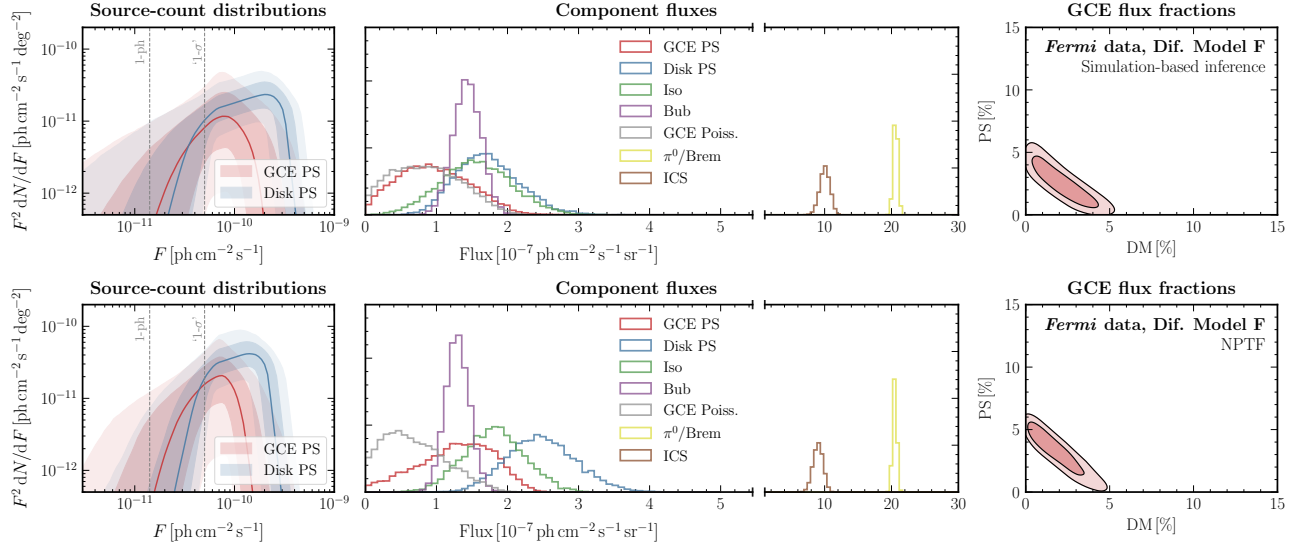 Source-count distributions
Component fluxes
GCE flux fractions
F² dN/dF [ph cm⁻² s⁻¹ deg⁻²]
10⁻¹⁰
10⁻¹¹
10⁻¹²
1-ph
'1-σ'
GCE PS
Disk PS
10⁻¹¹ 10⁻¹⁰ 10⁻⁹
F [ph cm⁻² s⁻¹]
GCE PS
Disk PS
Iso
Bub
GCE Poiss.
π⁰/Brem
ICS
0 1 2 3 4 5 10 20 30
Flux [10⁻⁷ ph cm⁻² s⁻¹ sr⁻¹]
PS [%]
15
10
5
0
Fermi data, Dif. Model F
Simulation-based inference
0 5 10 15
DM [%]
Source-count distributions
Component fluxes
GCE flux fractions
F² dN/dF [ph cm⁻² s⁻¹ deg⁻²]
10⁻¹⁰
10⁻¹¹
10⁻¹²
1-ph
'1-σ'
GCE PS
Disk PS
10⁻¹¹ 10⁻¹⁰ 10⁻⁹
F [ph cm⁻² s⁻¹]
GCE PS
Disk PS
Iso
Bub
GCE Poiss.
π⁰/Brem
ICS
0 1 2 3 4 5 10 20 30
Flux [10⁻⁷ ph cm⁻² s⁻¹ sr⁻¹]
PS [%]
15
10
5
0
Fermi data, Dif. Model F
NPTF
0 5 10 15
DM [%]